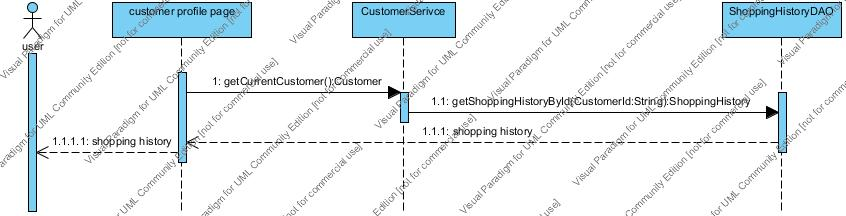 customer profile page
CustomerSerivce
ShoppingHistoryDAO
user
1: getCurrentCustomer():Customer
1.1: getShoppingHistoryById(CustomerId:String):ShoppingHistory
1.1.1: shopping history
1.1.1.1: shopping history
Visual Paradigm for UML Community Edition [not for commercial use]